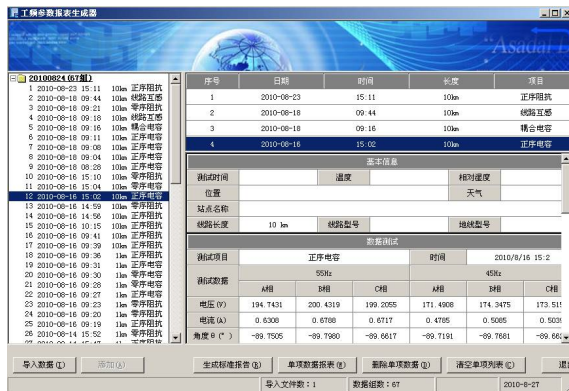 工频参数报表生成器
Asadal
20100824(67组)
1 2010-08-23 15:11 10km 正序阻抗
2 2010-08-18 09:44 10km 线路互感
3 2010-08-18 09:21 10km 零序阻抗
4 2010-08-18 09:18 10km 线路互感
5 2010-08-18 09:16 10km 耦合电容
6 2010-08-18 09:11 10km 正序电容
7 2010-08-18 09:08 10km 正序阻抗
8 2010-08-18 09:04 10km 正序电容
9 2010-08-18 08:28 10km 正序阻抗
10 2010-08-16 15:10 10km 零序阻抗
11 2010-08-16 15:04 10km 零序电容
12 2010-08-16 15:02 10km 正序电容
13 2010-08-16 14:59 10km 零序阻抗
14 2010-08-16 14:56 10km 正序阻抗
15 2010-08-16 10:15 10km 正序阻抗
16 2010-08-16 09:41 10km 正序阻抗
17 2010-08-16 09:39 10km 正序阻抗
18 2010-08-16 09:36 1km 正序阻抗
19 2010-08-16 09:31 1km 正序电容
20 2010-08-16 09:30 1km 零序电容
21 2010-08-16 09:28 1km 零序电容
22 2010-08-16 09:27 1km 正序电容
23 2010-08-16 09:23 1km 零序阻抗
24 2010-08-16 09:20 1km 零序阻抗
25 2010-08-16 09:19 1km 正序阻抗
26 2010-08-14 15:52 1km 零序阻抗
序号 日期 时间 长度 项目
1 2010-08-23 15:11 10km 正序阻抗
2 2010-08-18 09:44 10km 线路互感
3 2010-08-18 09:16 10km 耦合电容
4 2010-08-16 15:02 10km 正序电容
基本信息
测试时间 温度 相对湿度
位置 天气
站点名称
线路长度 10 km 线路型号 地线型号
数据测试
测试项目 正序电容 时间 2010/8/16 15:2
测试数据 55Hz 45Hz
A相 B相 C相 A相 B相 C相
电压(V) 194.7431 200.4319 199.2055 171.4908 174.3475 173.51
电流(A) 0.6308 0.6788 0.6717 0.4785 0.5065 0.503
角度θ(°) -89.7505 -89.7980 -89.6617 -89.7191 -89.7681 -89.66
导入数据(I) 添加(A) 生成标准报告(B) 单项数据报表(M) 删除单项数据(D) 清空单项列表(C) 退
导入文件数：1 数据组数：67 2010-8-27